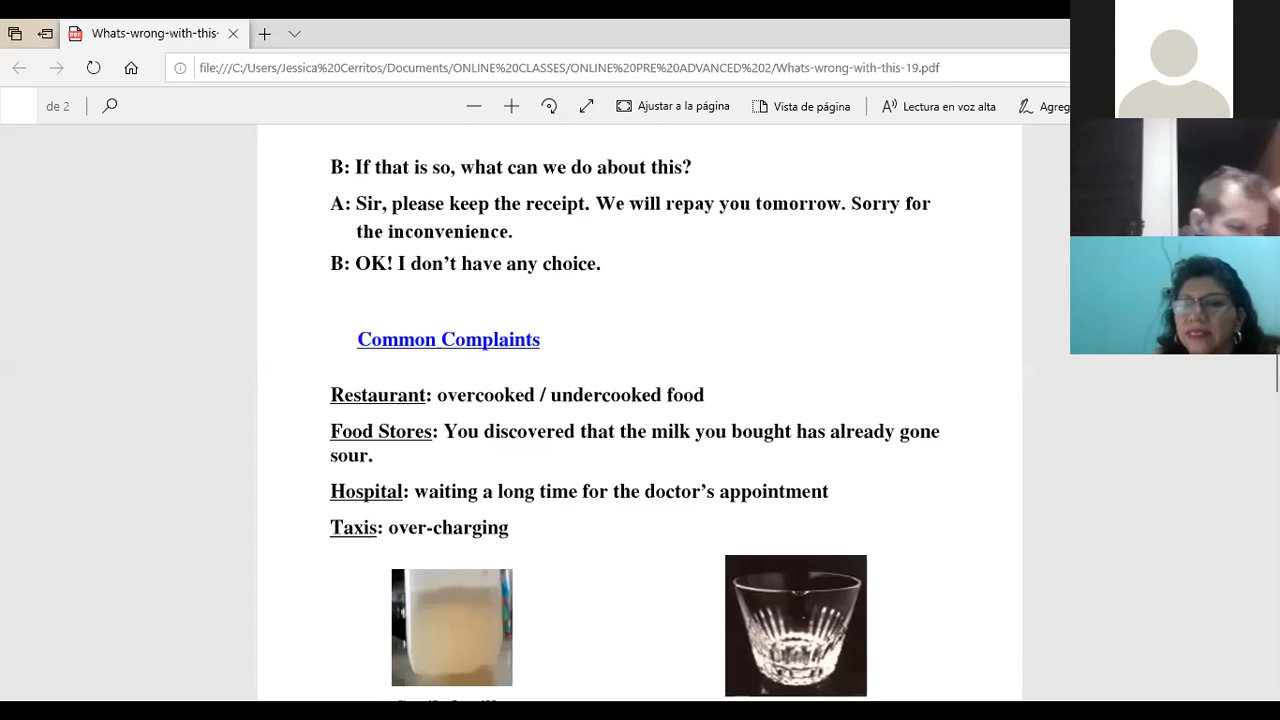 Whats-wrong-with-this-
file:///C:/Users/Jessica%20Cerritos/Documents/ONLINE%20CLASSES/ONLINE%20PRE%20ADVANCED%202/Whats-wrong-with-this-19.pdf
de 2
Ajustar a la página
Vista de página
Lectura en voz alta
Agreg
B: If that is so, what can we do about this?
A: Sir, please keep the receipt. We will repay you tomorrow. Sorry for
the inconvenience.
B: OK! I don’t have any choice.
Common Complaints
Restaurant: overcooked / undercooked food
Food Stores: You discovered that the milk you bought has already gone
sour.
Hospital: waiting a long time for the doctor’s appointment
Taxis: over-charging